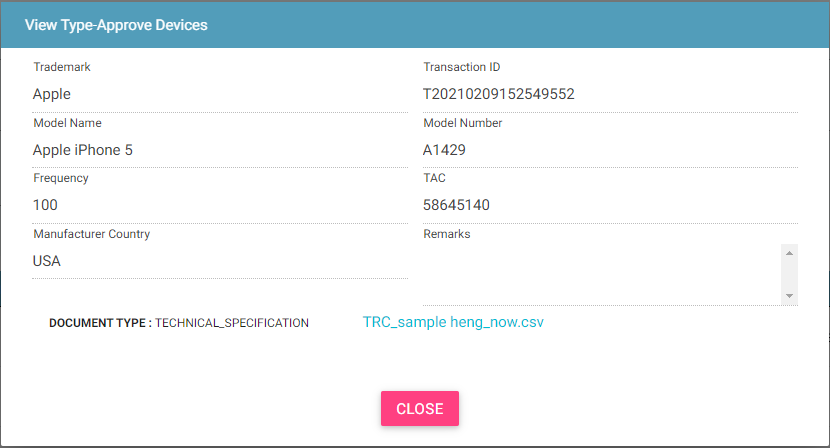 View Type-Approve Devices
Trademark
Transaction ID
Apple
T20210209152549552
Model Name
Model Number
Apple iPhone 5
A1429
Frequency
TAC
100
58645140
Manufacturer Country
Remarks
USA
DOCUMENT TYPE : TECHNICAL_SPECIFICATION
TRC_sample heng_now.csv
CLOSE